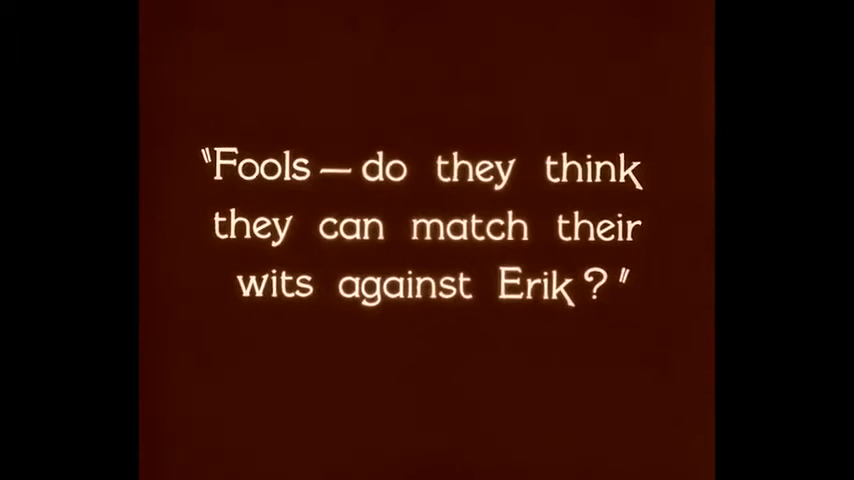 "Fools — do they think
they can match their
wits against Erik?"